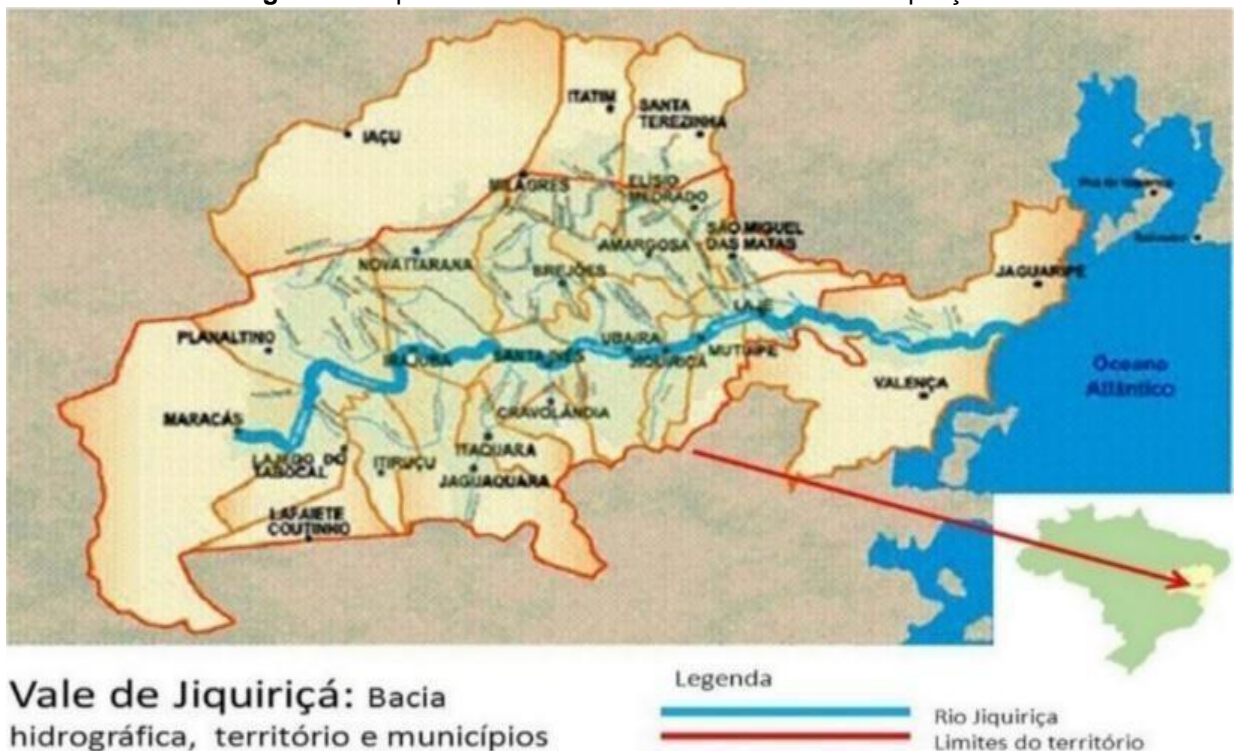 IAÇU
ITATIM
SANTA
TEREZINHA
MILAGRES
ELÍSIO
MEDRADO
SÃO MIGUEL
DAS MATAS
AMARGOSA
NOVA ITARANA
BREJÕES
JAGUARIPE
LAJE
PLANALTINO
IRAJUBA
SANTA INÊS
UBAÍRA
JIQUIRIÇÁ
MUTUÍPE
Oceano
Atlântico
VALENÇA
CRAVOLÂNDIA
MARACÁS
LAJEDO DO
TABOCAL
ITIRUÇU
ITAQUARA
JAGUAQUARA
LAFAIETE
COUTINHO
Vale de Jiquiriçá: Bacia
hidrográfica, território e municípios
Legenda
Rio Jiquiriça
Limites do território